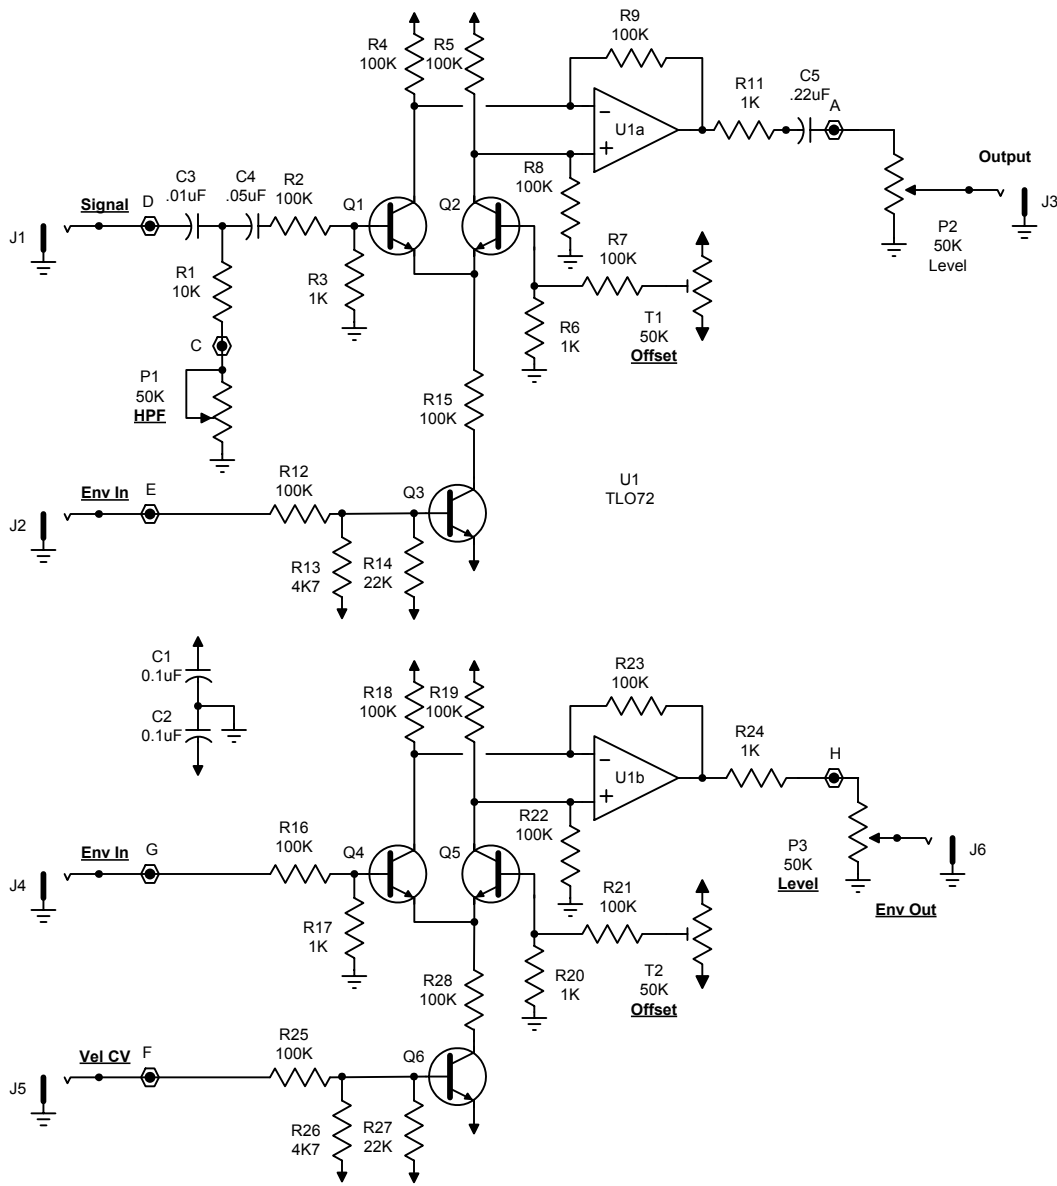 R9
100K
R4
100K
R5
100K
R11
1K
C5
.22uF
A
−
U1a
+
Output
J3
R8
100K
C3
.01uF
C4
.05uF
R2
100K
Signal
D
Q1
Q2
J1
P2
50K
Level
R7
100K
R1
10K
R3
1K
R6
1K
T1
50K
Offset
C
P1
50K
HPF
R15
100K
Env In
E
R12
100K
Q3
U1
TLO72
J2
R13
4K7
R14
22K
C1
0.1uF
C2
0.1uF
R23
100K
R18
100K
R19
100K
R24
1K
H
−
U1b
+
R22
100K
R16
100K
Env In
G
Q4
Q5
J4
P3
50K
Level
J6
Env Out
R21
100K
R17
1K
R20
1K
T2
50K
Offset
R28
100K
R25
100K
Vel CV
F
Q6
J5
R26
4K7
R27
22K